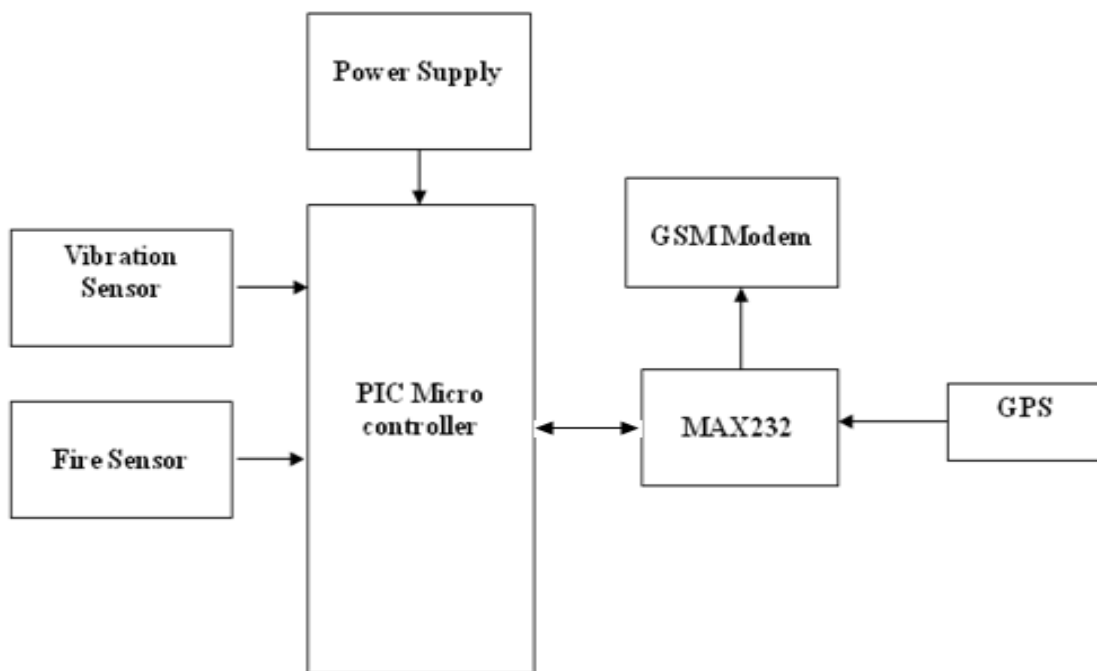 Power Supply
Vibration
Sensor
GSM Modem
PIC Micro
controller
MAX232
GPS
Fire Sensor